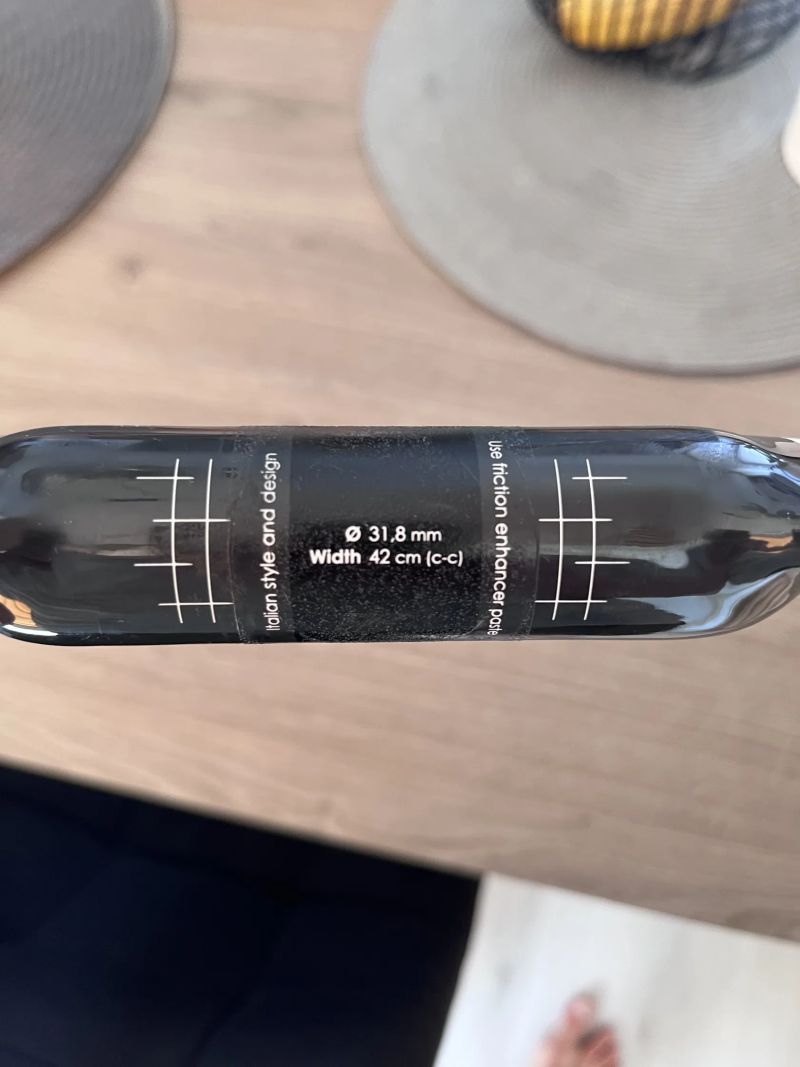 Italian style and design
Ø 31,8 mm
Width 42 cm (c-c)
Use friction enhancer paste